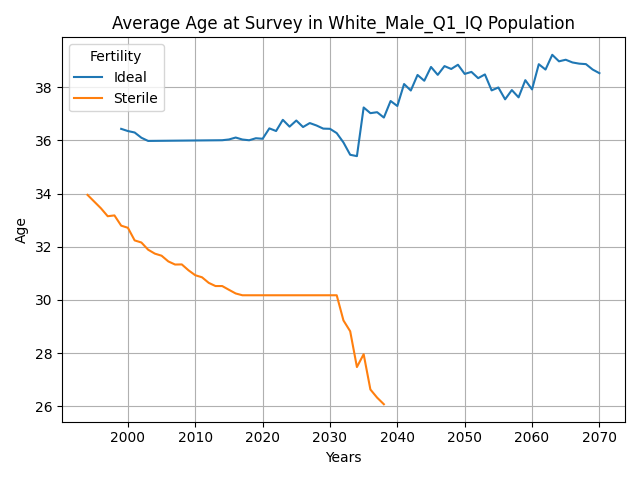 Average Age at Survey in White_Male_Q1_IQ Population
Fertility
Ideal
Sterile
38
36
34
32
30
28
26
Age
2000 2010 2020 2030 2040 2050 2060 2070
Years